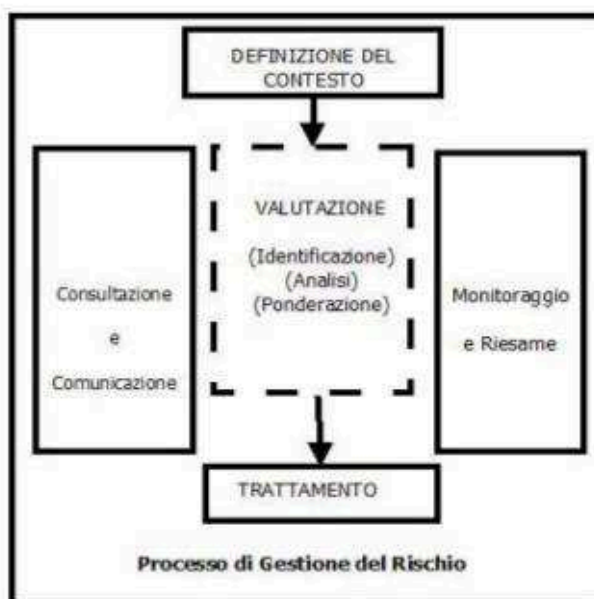 DEFINIZIONE DEL
CONTESTO
VALUTAZIONE
(Identificazione)
(Analisi)
(Ponderazione)
Consultazione
e
Comunicazione
Monitoraggio
e Riesame
TRATTAMENTO
Processo di Gestione del Rischio